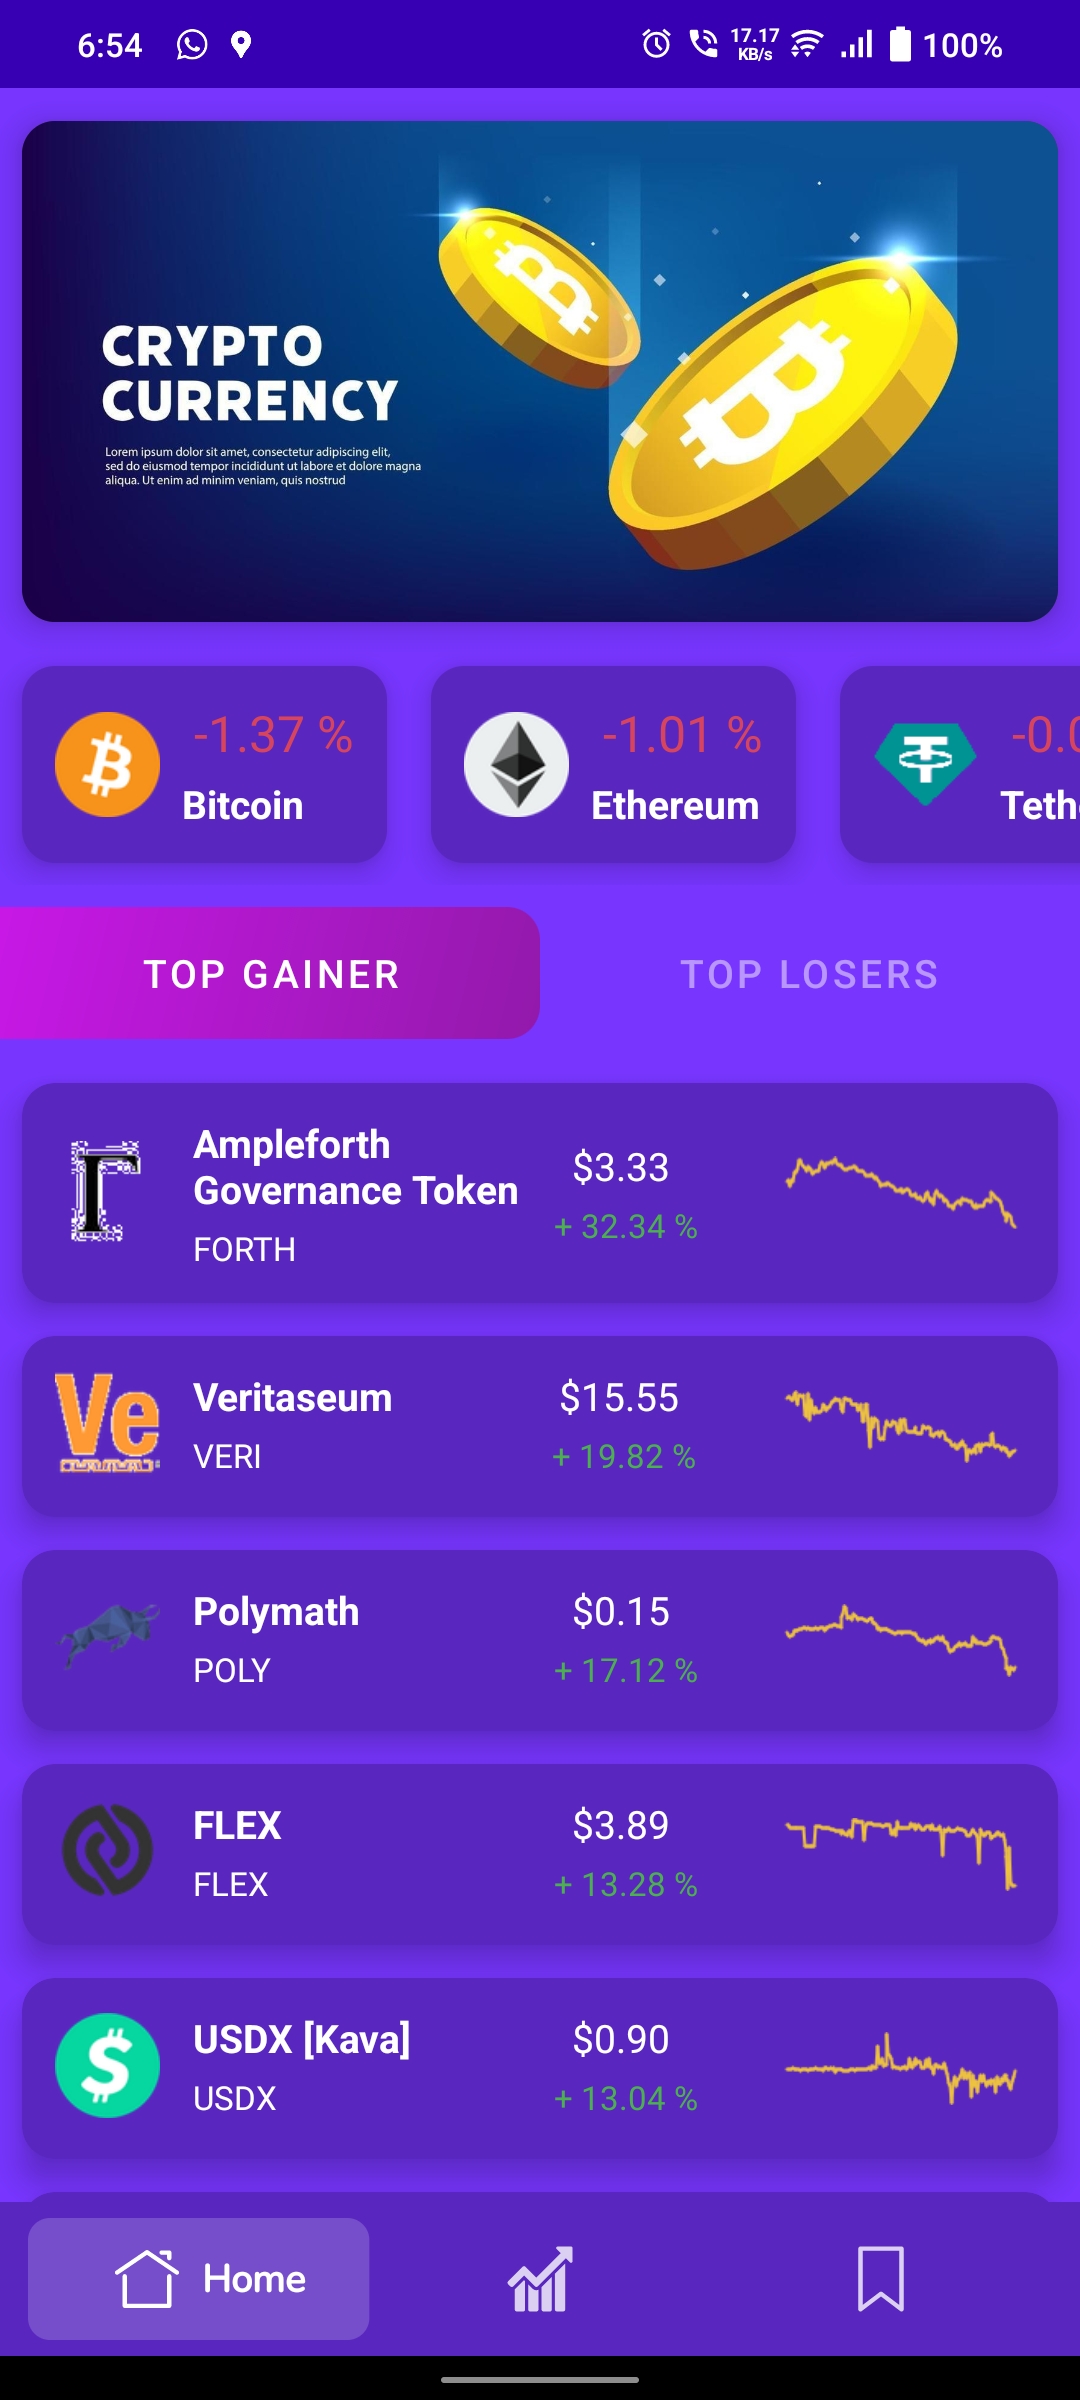 6:54
17.17
KB/s
100%
CRYPTO
CURRENCY
Lorem ipsum dolor sit amet, consectetur adipiscing elit,
sed do eiusmod tempor incididunt ut labore et dolore magna
aliqua. Ut enim ad minim veniam, quis nostrud
-1.37 %
Bitcoin
-1.01 %
Ethereum
-0.0
Teth
TOP GAINER
TOP LOSERS
Ampleforth
Governance Token
FORTH
$3.33
+ 32.34 %
Ve
Veritaseum
VERI
$15.55
+ 19.82 %
Polymath
POLY
$0.15
+ 17.12 %
FLEX
FLEX
$3.89
+ 13.28 %
USDX [Kava]
USDX
$0.90
+ 13.04 %
Home